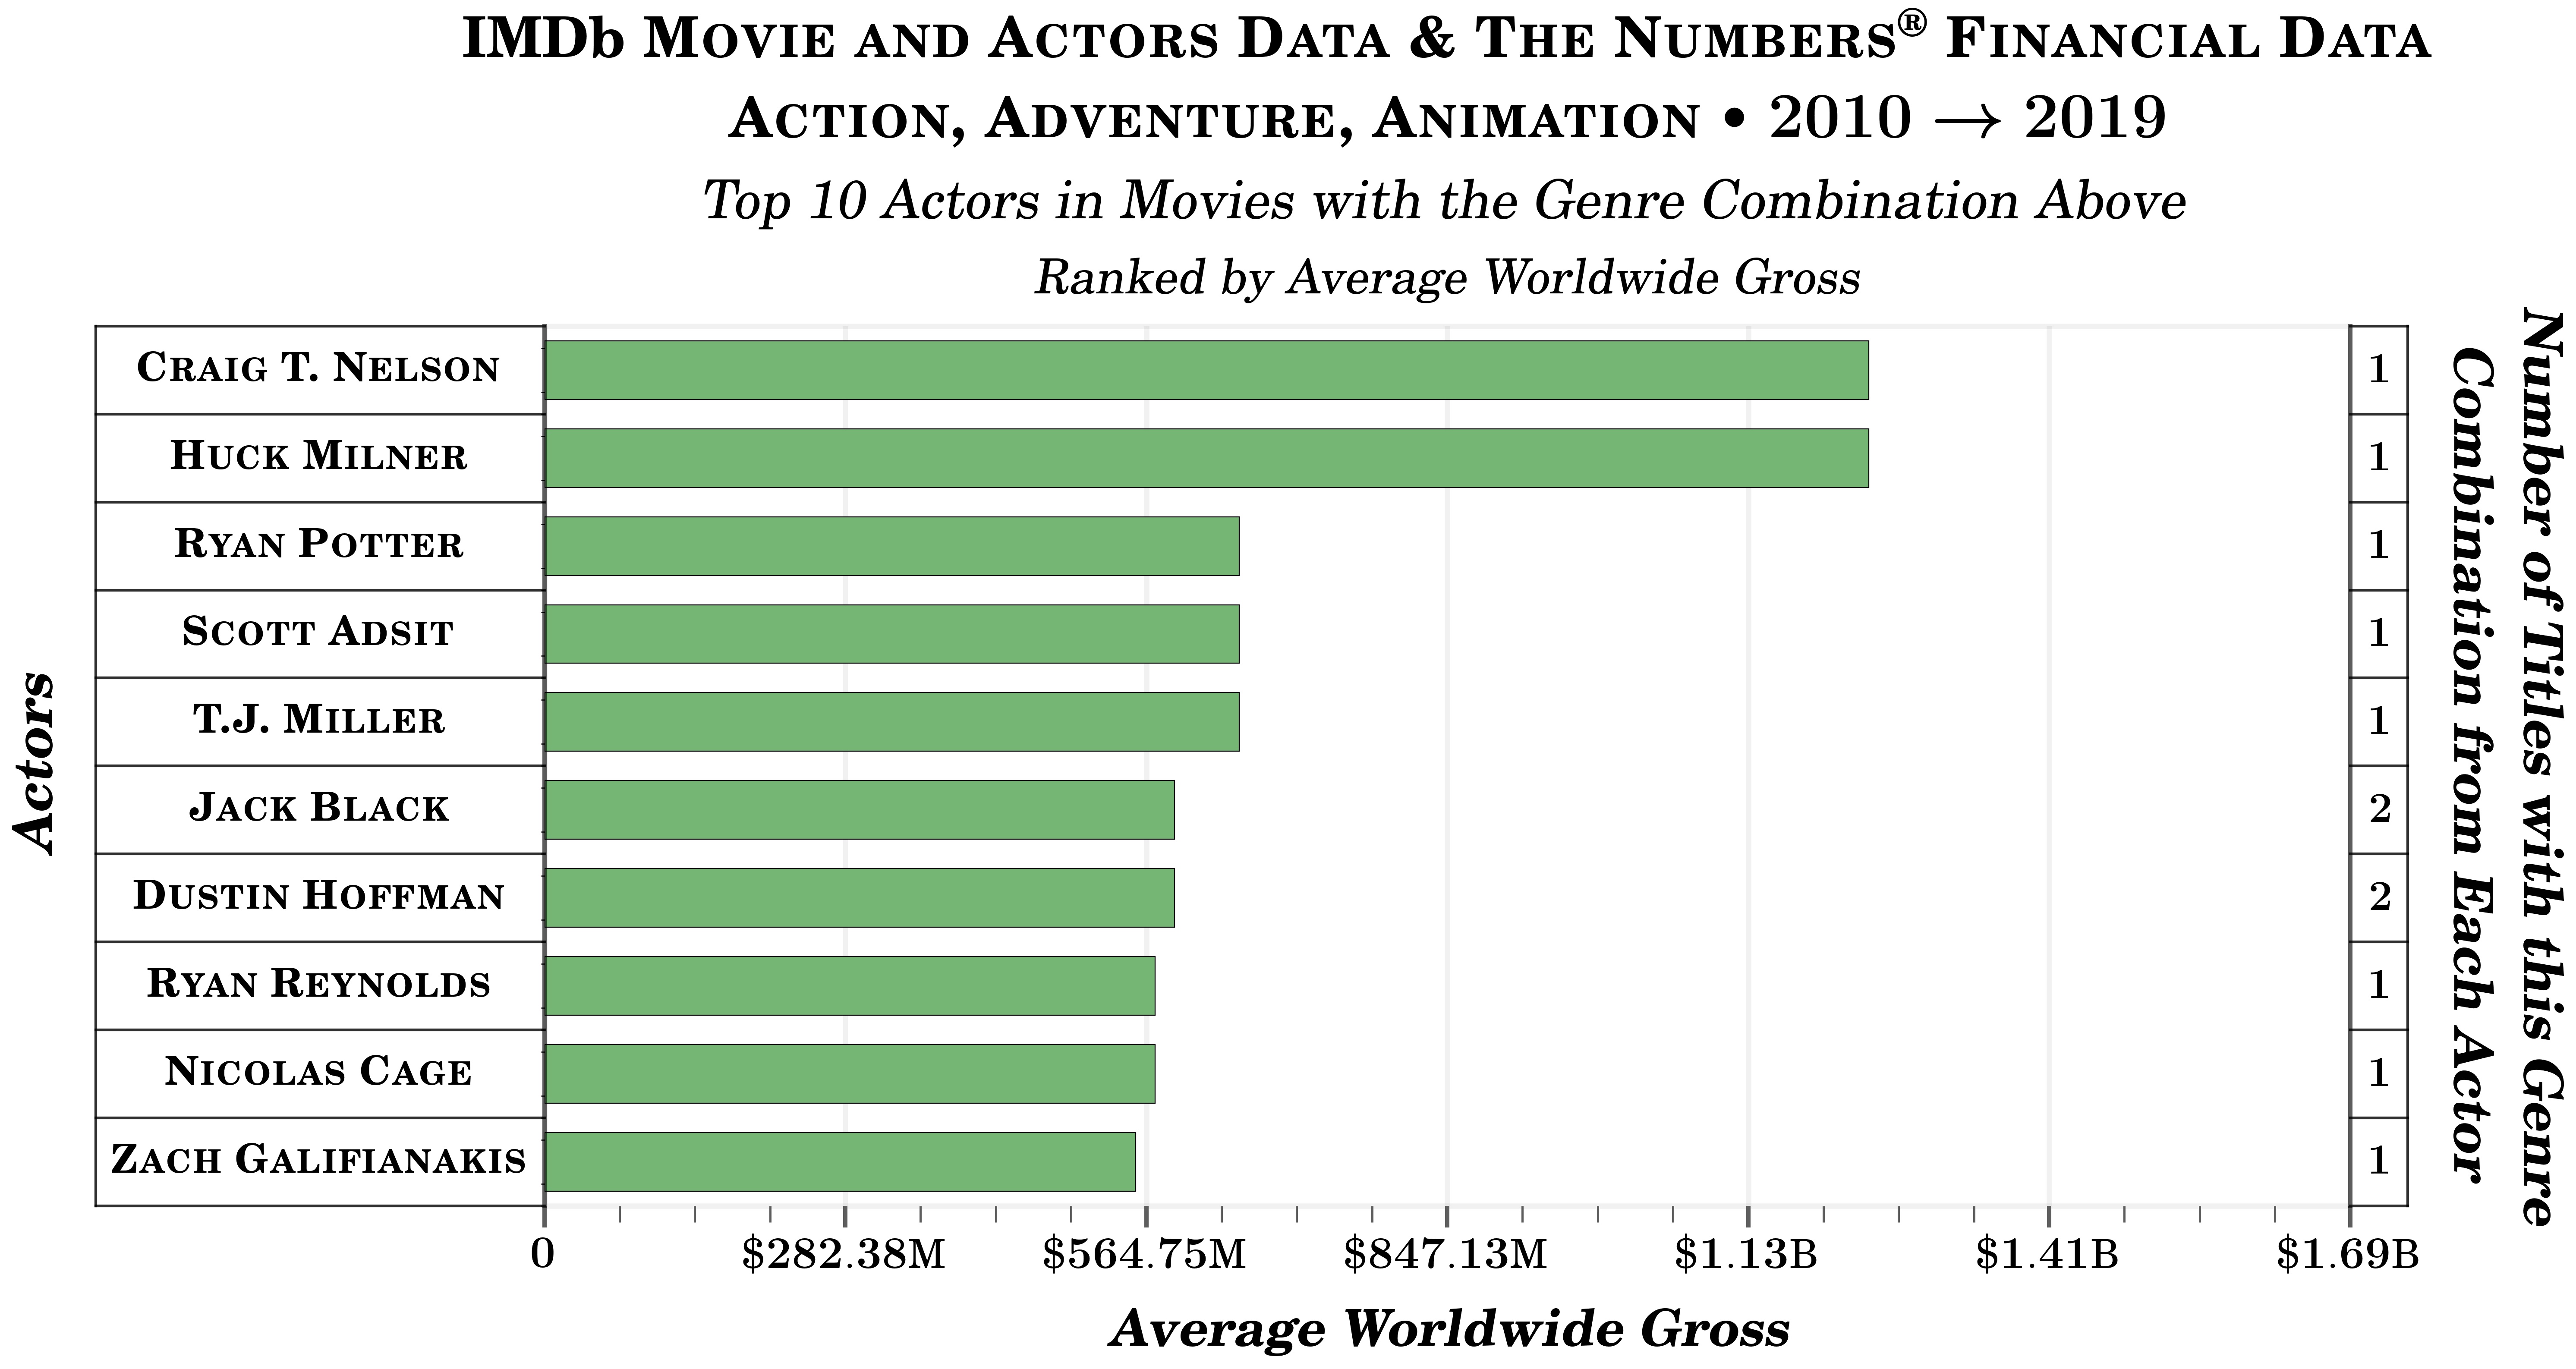 IMDb Movie and Actors Data & The Numbers® Financial Data
Action, Adventure, Animation • 2010 → 2019
Top 10 Actors in Movies with the Genre Combination Above
Ranked by Average Worldwide Gross
Actors
Craig T. Nelson 1
Huck Milner 1
Ryan Potter 1
Scott Adsit 1
T.J. Miller 1
Jack Black 2
Dustin Hoffman 2
Ryan Reynolds 1
Nicolas Cage 1
Zach Galifianakis 1
0 $282.38M $564.75M $847.13M $1.13B $1.41B $1.69B
Average Worldwide Gross
Number of Titles with this Genre
Combination from Each Actor